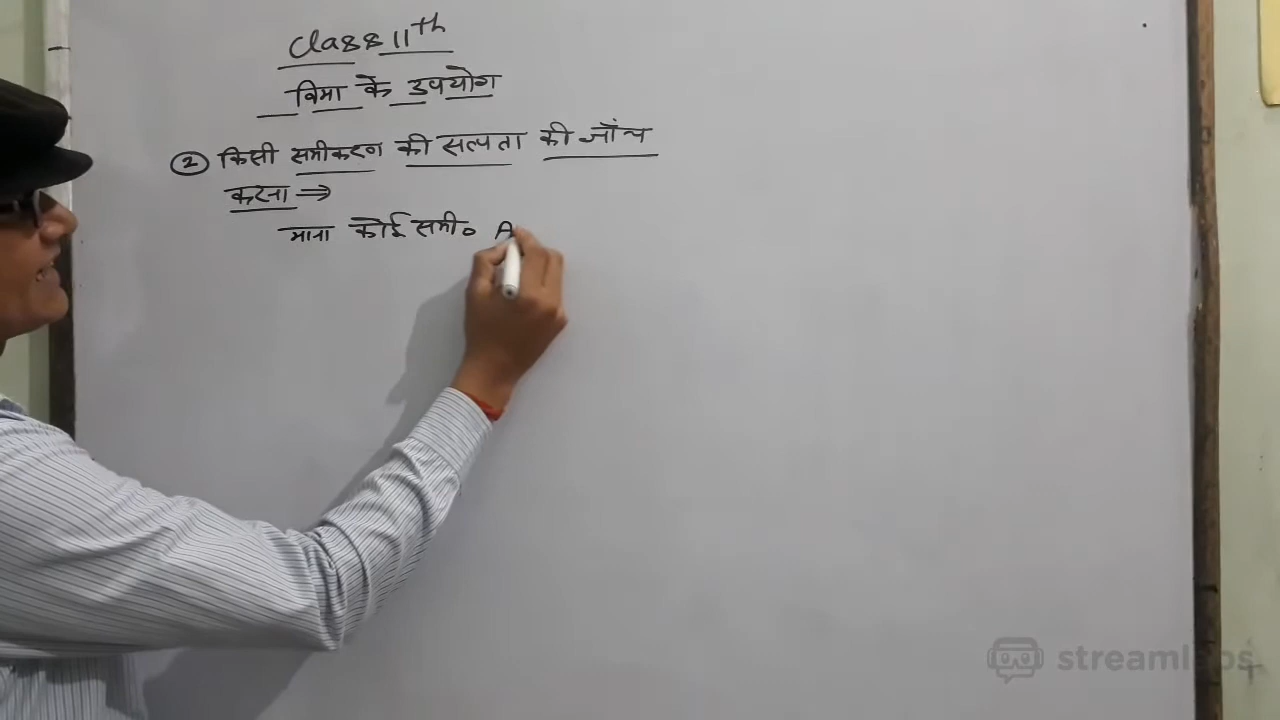 Class 11th
विमा के उपयोग
② किसी समीकरण की सत्यता की जाँच
करना ⇒
माना कोई समी० A
streamlabs